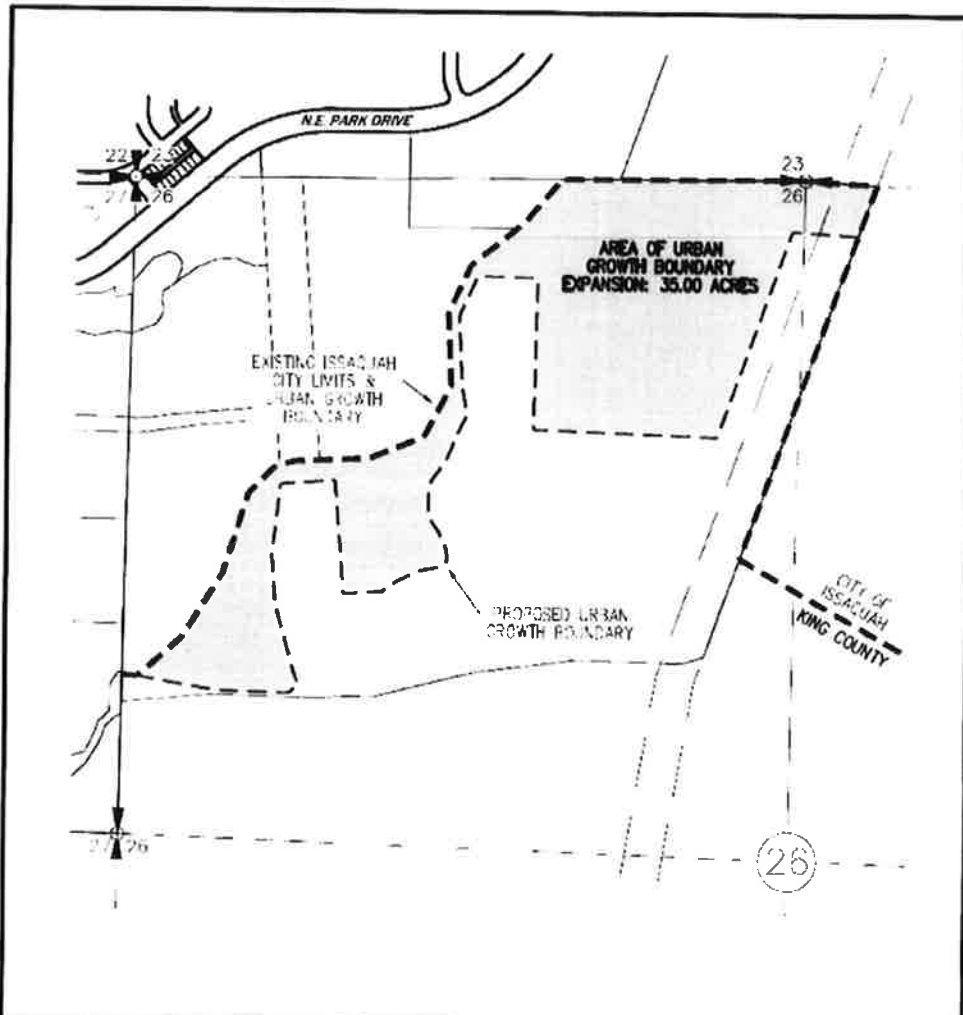 N.E. PARK DRIVE
22 23
27 26
23
26
AREA OF URBAN
GROWTH BOUNDARY
EXPANSION: 35.00 ACRES
EXISTING ISSAQUAH
CITY LIMITS &
URBAN GROWTH
BOUNDARY
PROPOSED URBAN
GROWTH BOUNDARY
CITY OF
ISSAQUAH
KING COUNTY
27 26
26